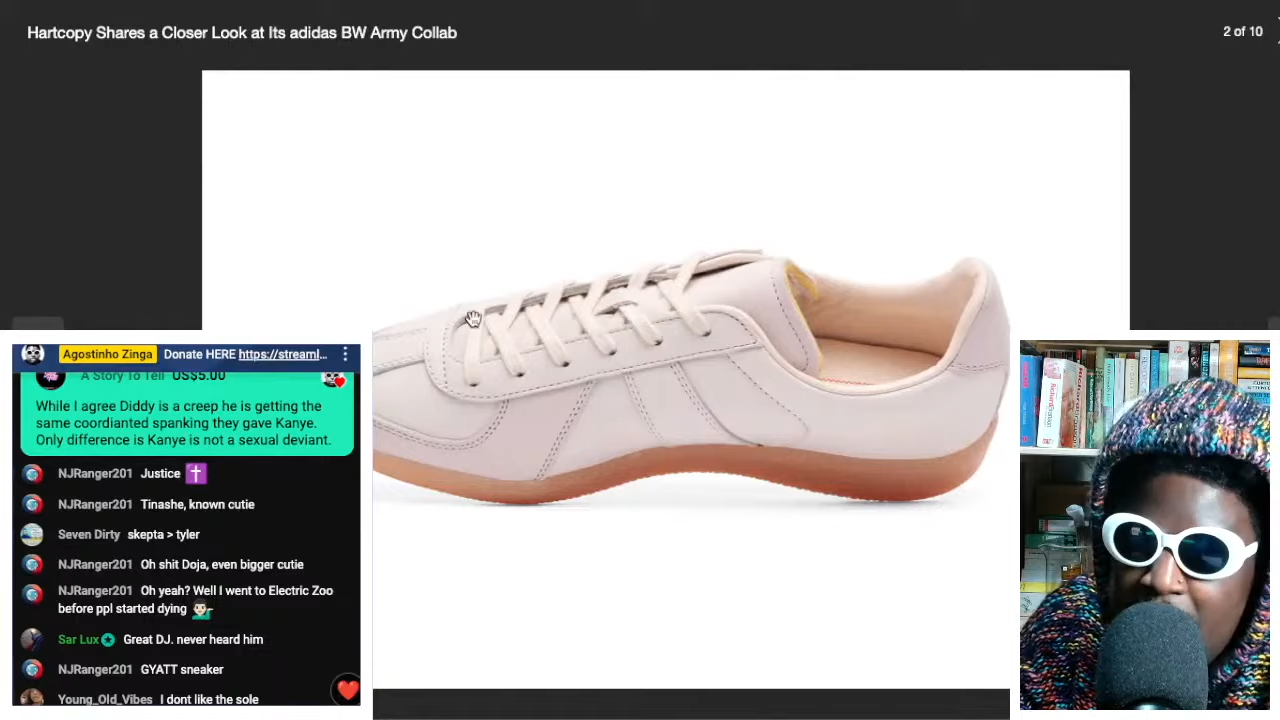 Hartcopy Shares a Closer Look at Its adidas BW Army Collab
2 of 10
Agostinho Zinga Donate HERE https://streaml...
A Story To Tell US$5.00
While I agree Diddy is a creep he is getting the
same coordianted spanking they gave Kanye.
Only difference is Kanye is not a sexual deviant.
NJRanger201 Justice
NJRanger201 Tinashe, known cutie
Seven Dirty skepta > tyler
NJRanger201 Oh shit Doja, even bigger cutie
NJRanger201 Oh yeah? Well I went to Electric Zoo
before ppl started dying
Sar Lux Great DJ. never heard him
NJRanger201 GYATT sneaker
Young_Old_Vibes I dont like the sole